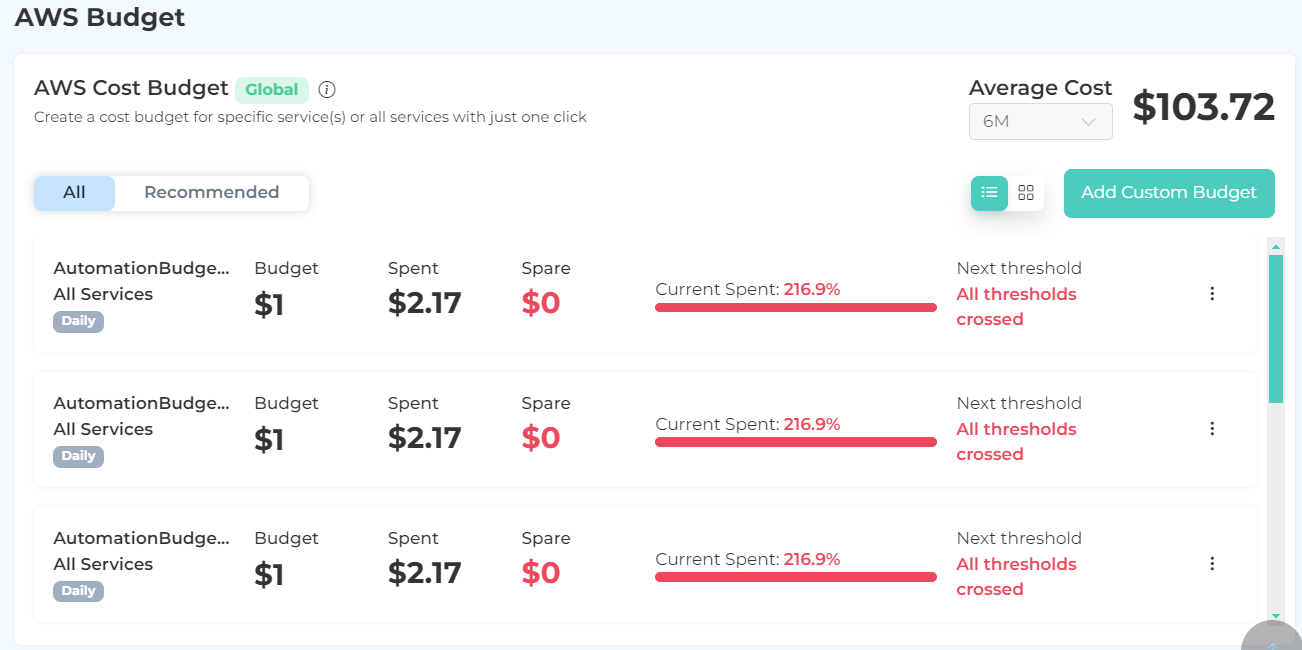 AWS Budget
AWS Cost Budget Global
Create a cost budget for specific service(s) or all services with just one click
Average Cost
6M
$103.72
All
Recommended
Add Custom Budget
AutomationBudge...
All Services
Daily
Budget
$1
Spent
$2.17
Spare
$0
Current Spent: 216.9%
Next threshold
All thresholds
crossed
AutomationBudge...
All Services
Daily
Budget
$1
Spent
$2.17
Spare
$0
Current Spent: 216.9%
Next threshold
All thresholds
crossed
AutomationBudge...
All Services
Daily
Budget
$1
Spent
$2.17
Spare
$0
Current Spent: 216.9%
Next threshold
All thresholds
crossed